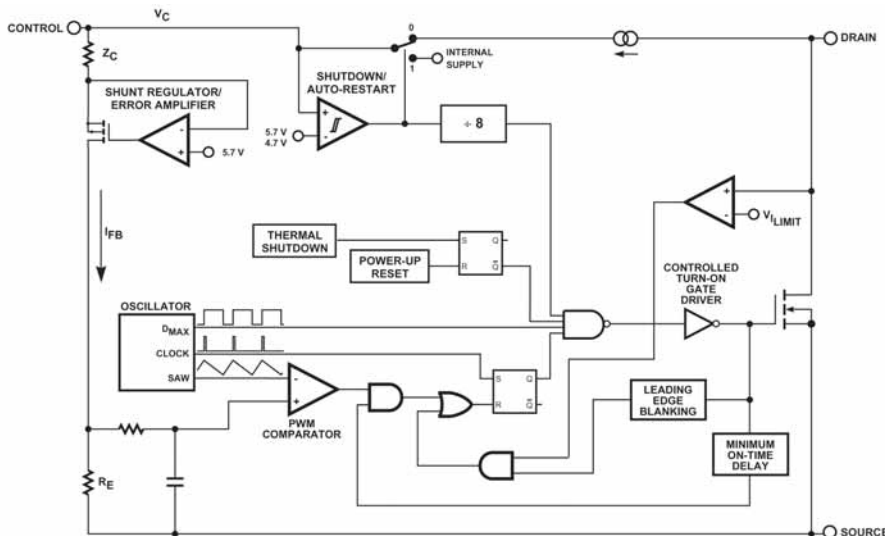 CONTROL
V_C
0
DRAIN
Z_C
INTERNAL
SUPPLY
1
SHUNT REGULATOR/
ERROR AMPLIFIER
SHUTDOWN/
AUTO-RESTART
+
-
5.7 V
4.7 V
÷ 8
-
+
5.7 V
I_FB
+
-
V_I_LIMIT
THERMAL
SHUTDOWN
POWER-UP
RESET
S
Q
R
Q̅
CONTROLLED
TURN-ON
GATE
DRIVER
OSCILLATOR
D_MAX
CLOCK
SAW
-
+
PWM
COMPARATOR
S
Q
R
Q̅
LEADING
EDGE
BLANKING
MINIMUM
ON-TIME
DELAY
R_E
SOURCE